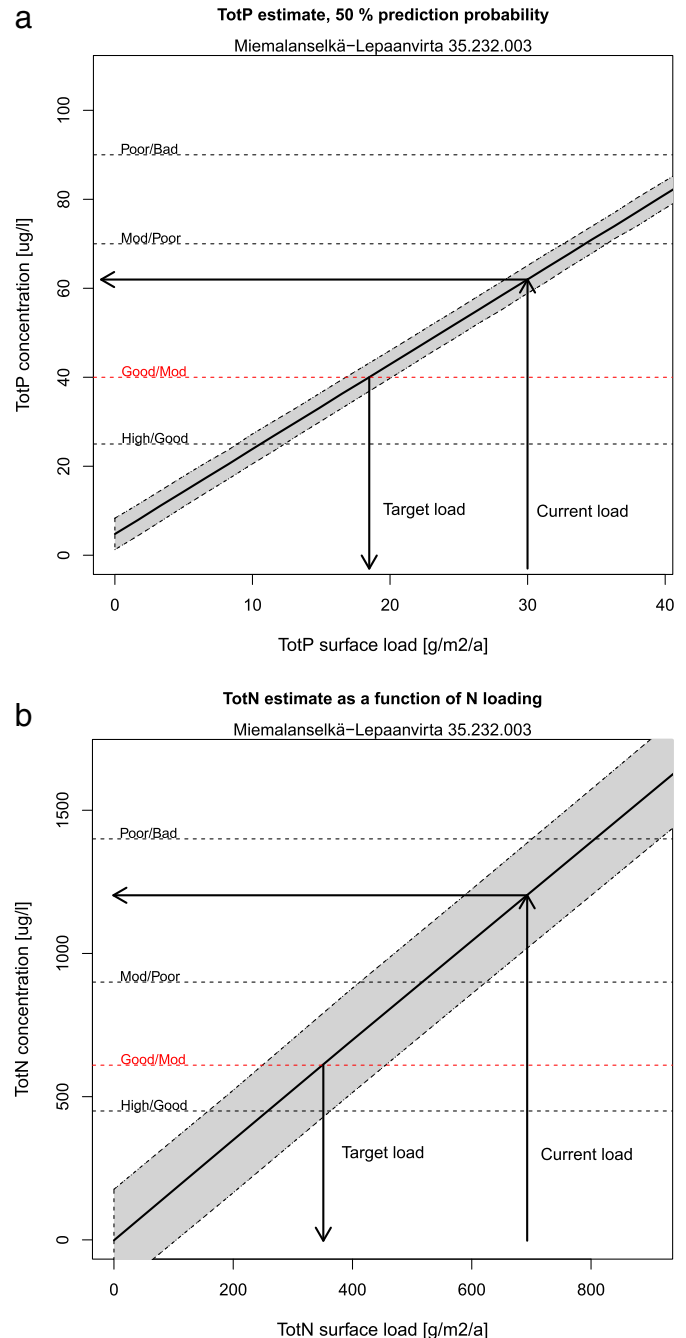 a
TotP estimate, 50 % prediction probability
Miemalanselkä−Lepaanvirta 35.232.003
TotP concentration [ug/l]
100
80
60
40
20
0
Poor/Bad
Mod/Poor
Good/Mod
High/Good
Target load
Current load
0 10 20 30 40
TotP surface load [g/m2/a]
b
TotN estimate as a function of N loading
Miemalanselkä−Lepaanvirta 35.232.003
TotN concentration [ug/l]
1500
1000
500
0
Poor/Bad
Mod/Poor
Good/Mod
High/Good
Target load
Current load
0 200 400 600 800
TotN surface load [g/m2/a]